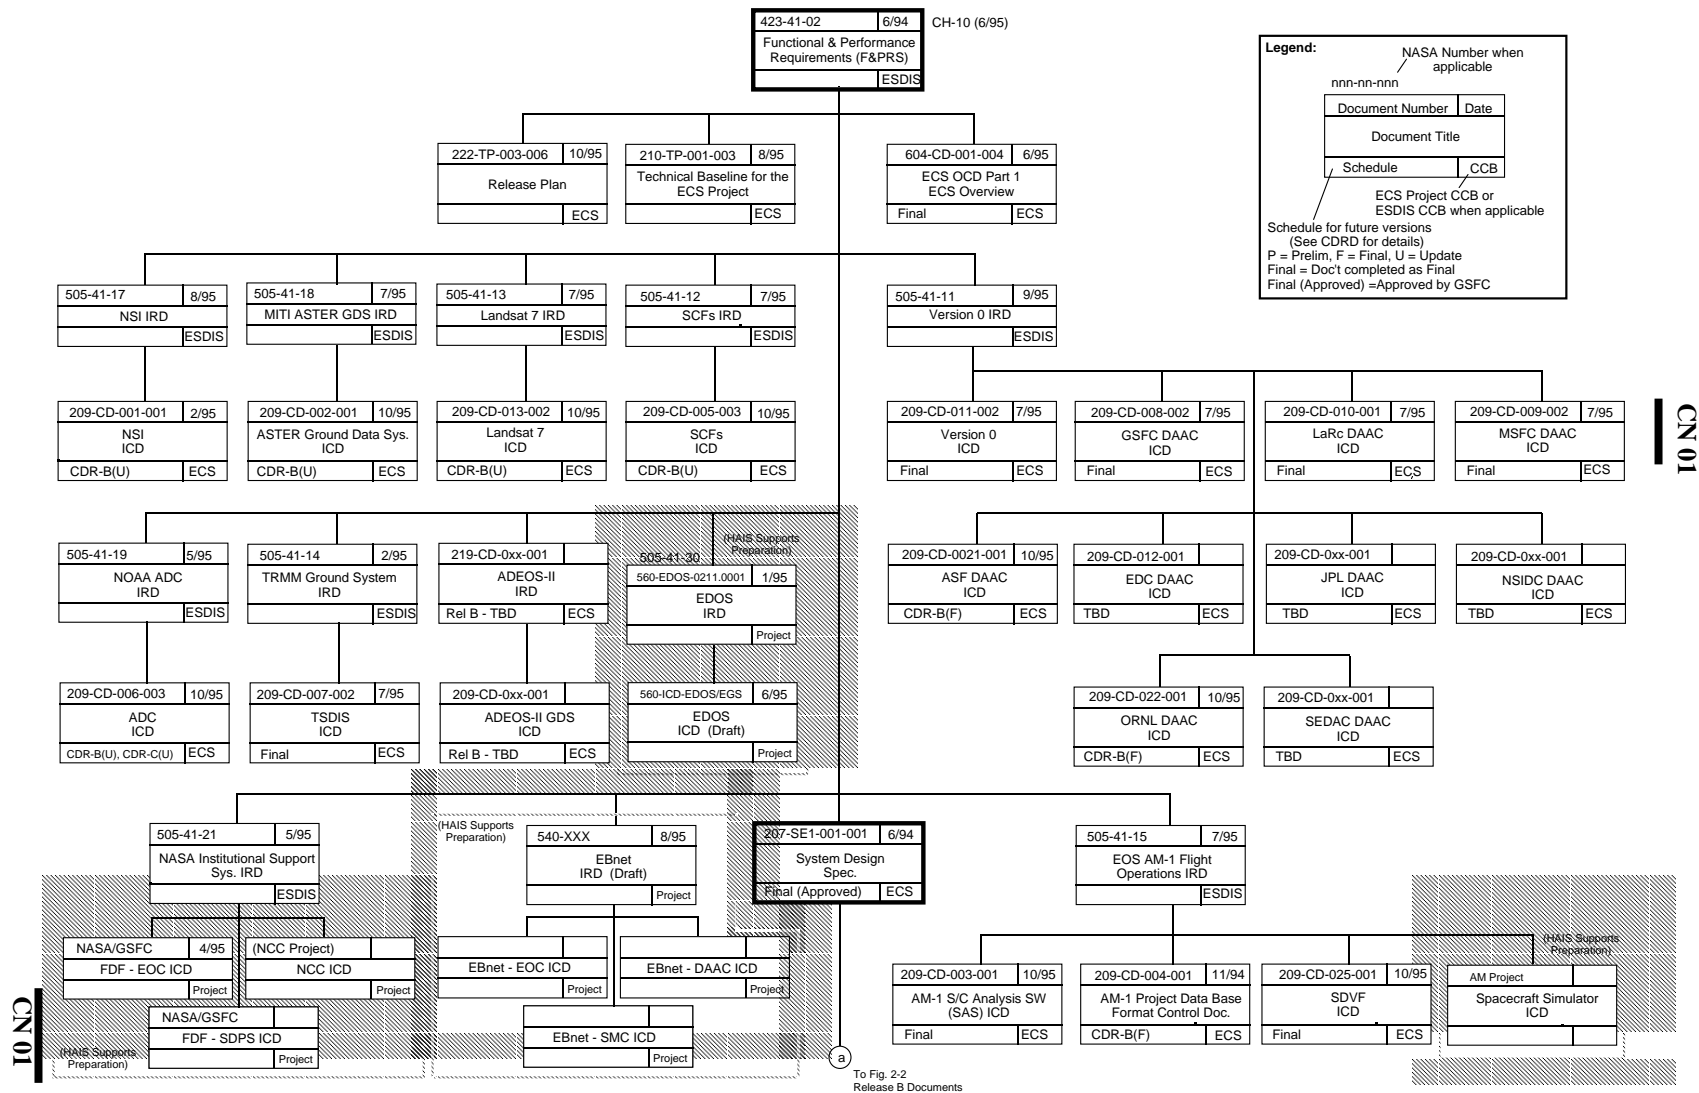 423-41-02 6/94 CH-10 (6/95)
Functional & Performance
Requirements (F&PRS)
ESDIS
Legend:
NASA Number when
applicable
nnn-nn-nnn
Document Number Date
Document Title
Schedule CCB
ECS Project CCB or
ESDIS CCB when applicable
Schedule for future versions
(See CDRD for details)
P = Prelim, F = Final, U = Update
Final = Doc't completed as Final
Final (Approved) =Approved by GSFC
222-TP-003-006 10/95
Release Plan
ECS
210-TP-001-003 8/95
Technical Baseline for the
ECS Project
ECS
604-CD-001-004 6/95
ECS OCD Part 1
ECS Overview
Final ECS
505-41-17 8/95
NSI IRD
ESDIS
505-41-18 7/95
MITI ASTER GDS IRD
ESDIS
505-41-13 7/95
Landsat 7 IRD
ESDIS
505-41-12 7/95
SCFs IRD
ESDIS
505-41-11 9/95
Version 0 IRD
ESDIS
209-CD-001-001 2/95
NSI
ICD
CDR-B(U) ECS
209-CD-002-001 10/95
ASTER Ground Data Sys.
ICD
CDR-B(U) ECS
209-CD-013-002 10/95
Landsat 7
ICD
CDR-B(U) ECS
209-CD-005-003 10/95
SCFs
ICD
CDR-B(U) ECS
209-CD-011-002 7/95
Version 0
ICD
Final ECS
209-CD-008-002 7/95
GSFC DAAC
ICD
Final ECS
209-CD-010-001 7/95
LaRc DAAC
ICD
Final ECS
209-CD-009-002 7/95
MSFC DAAC
ICD
Final ECS
CN 01
505-41-19 5/95
NOAA ADC
IRD
ESDIS
505-41-14 2/95
TRMM Ground System
IRD
ESDIS
219-CD-0xx-001
ADEOS-II
IRD
Rel B - TBD ECS
(HAIS Supports
Preparation)
505-41-30
560-EDOS-0211.0001 1/95
EDOS
IRD
Project
209-CD-0021-001 10/95
ASF DAAC
ICD
CDR-B(F) ECS
209-CD-012-001
EDC DAAC
ICD
TBD ECS
209-CD-0xx-001
JPL DAAC
ICD
TBD ECS
209-CD-0xx-001
NSIDC DAAC
ICD
TBD ECS
209-CD-006-003 10/95
ADC
ICD
CDR-B(U), CDR-C(U) ECS
209-CD-007-002 7/95
TSDIS
ICD
Final ECS
209-CD-0xx-001
ADEOS-II GDS
ICD
Rel B - TBD ECS
560-ICD-EDOS/EGS 6/95
EDOS
ICD (Draft)
Project
209-CD-022-001 10/95
ORNL DAAC
ICD
CDR-B(F) ECS
209-CD-0xx-001
SEDAC DAAC
ICD
TBD ECS
505-41-21 5/95
NASA Institutional Support
Sys. IRD
ESDIS
(HAIS Supports
Preparation)
540-XXX 8/95
EBnet
IRD (Draft)
Project
207-SE1-001-001 6/94
System Design
Spec.
Final (Approved) ECS
505-41-15 7/95
EOS AM-1 Flight
Operations IRD
ESDIS
NASA/GSFC 4/95
FDF - EOC ICD
Project
(NCC Project)
NCC ICD
Project
NASA/GSFC
FDF - SDPS ICD
Project
(HAIS Supports
Preparation)
EBnet - EOC ICD
Project
EBnet - DAAC ICD
Project
EBnet - SMC ICD
Project
209-CD-003-001 10/95
AM-1 S/C Analysis SW
(SAS) ICD
Final ECS
209-CD-004-001 11/94
AM-1 Project Data Base
Format Control Doc.
CDR-B(F) ECS
209-CD-025-001 10/95
SDVF
ICD
Final ECS
(HAIS Supports
Preparation)
AM Project
Spacecraft Simulator
ICD
a
To Fig. 2-2
Release B Documents
CN 01